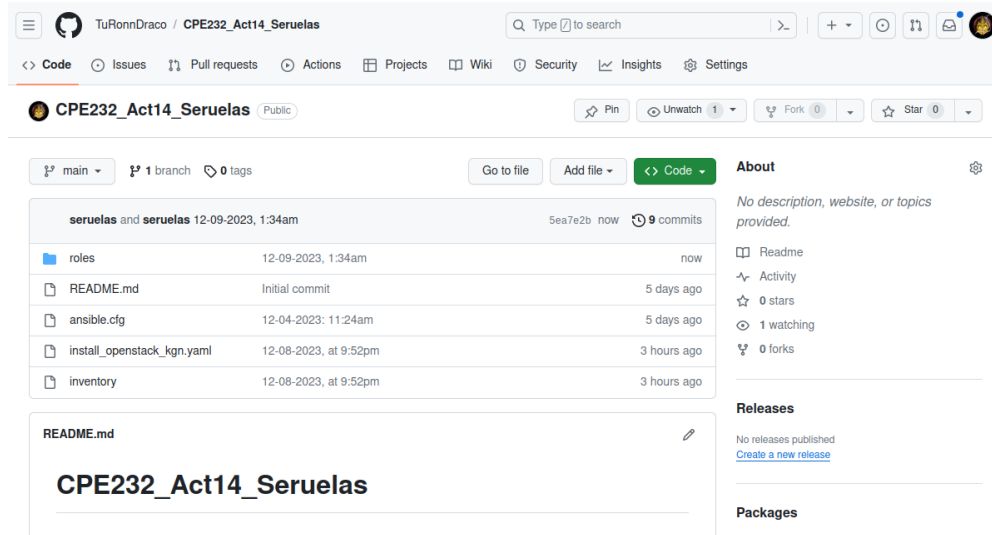 TuRonnDraco / CPE232_Act14_Seruelas
Type / to search
Code Issues Pull requests Actions Projects Wiki Security Insights Settings
CPE232_Act14_Seruelas Public
Pin Unwatch 1 Fork 0 Star 0
main 1 branch 0 tags Go to file Add file <> Code
seruelas and seruelas 12-09-2023, 1:34am 5ea7e2b now 9 commits
roles 12-09-2023, 1:34am now
README.md Initial commit 5 days ago
ansible.cfg 12-04-2023: 11:24am 5 days ago
install_openstack_kgn.yaml 12-08-2023, at 9:52pm 3 hours ago
inventory 12-08-2023, at 9:52pm 3 hours ago
README.md
CPE232_Act14_Seruelas
About
No description, website, or topics
provided.
Readme
Activity
0 stars
1 watching
0 forks
Releases
No releases published
Create a new release
Packages